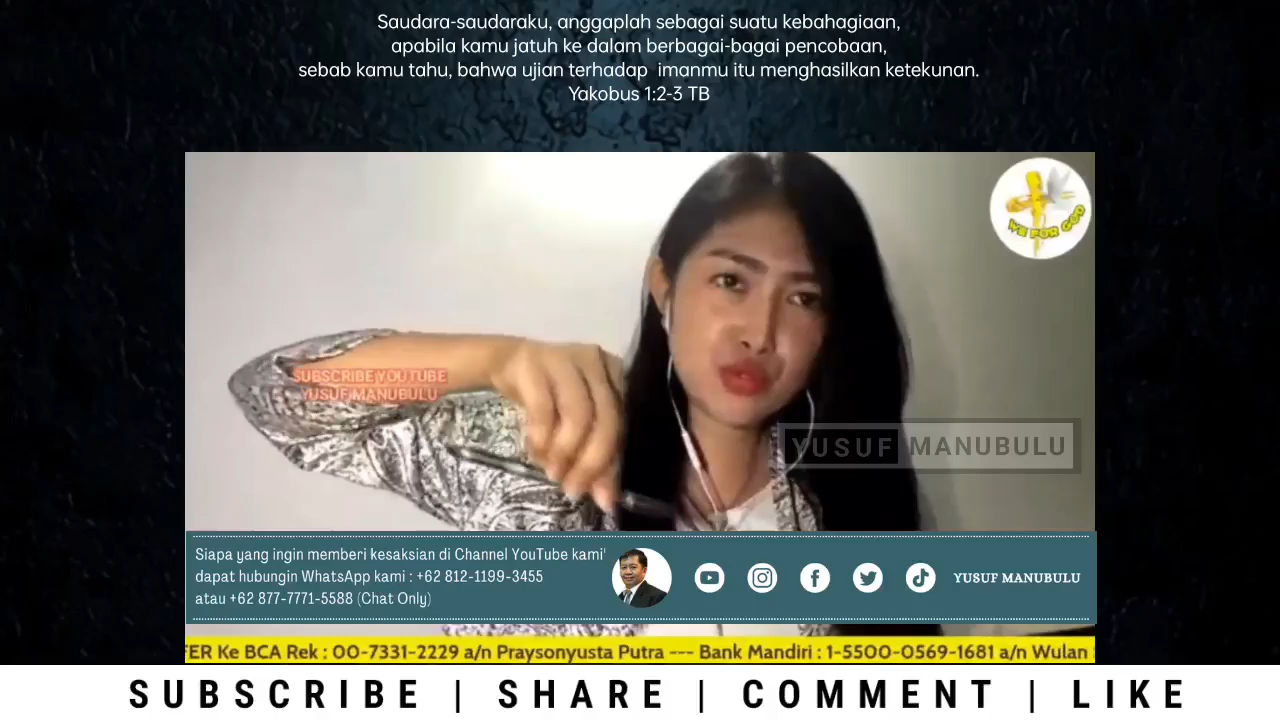 Saudara-saudaraku, anggaplah sebagai suatu kebahagiaan,
apabila kamu jatuh ke dalam berbagai-bagai pencobaan,
sebab kamu tahu, bahwa ujian terhadap imanmu itu menghasilkan ketekunan.
Yakobus 1:2-3 TB
WE FOR GOD
SUBSCRIBE YOUTUBE
YUSUF MANUBULU
YUSUF MANUBULU
Siapa yang ingin memberi kesaksian di Channel YouTube kami'
dapat hubungin WhatsApp kami : +62 812-1199-3455
atau +62 877-7771-5588 (Chat Only)
YUSUF MANUBULU
FER Ke BCA Rek : 00-7331-2229 a/n Praysonyusta Putra --- Bank Mandiri : 1-5500-0569-1681 a/n Wulan
SUBSCRIBE | SHARE | COMMENT | LIKE